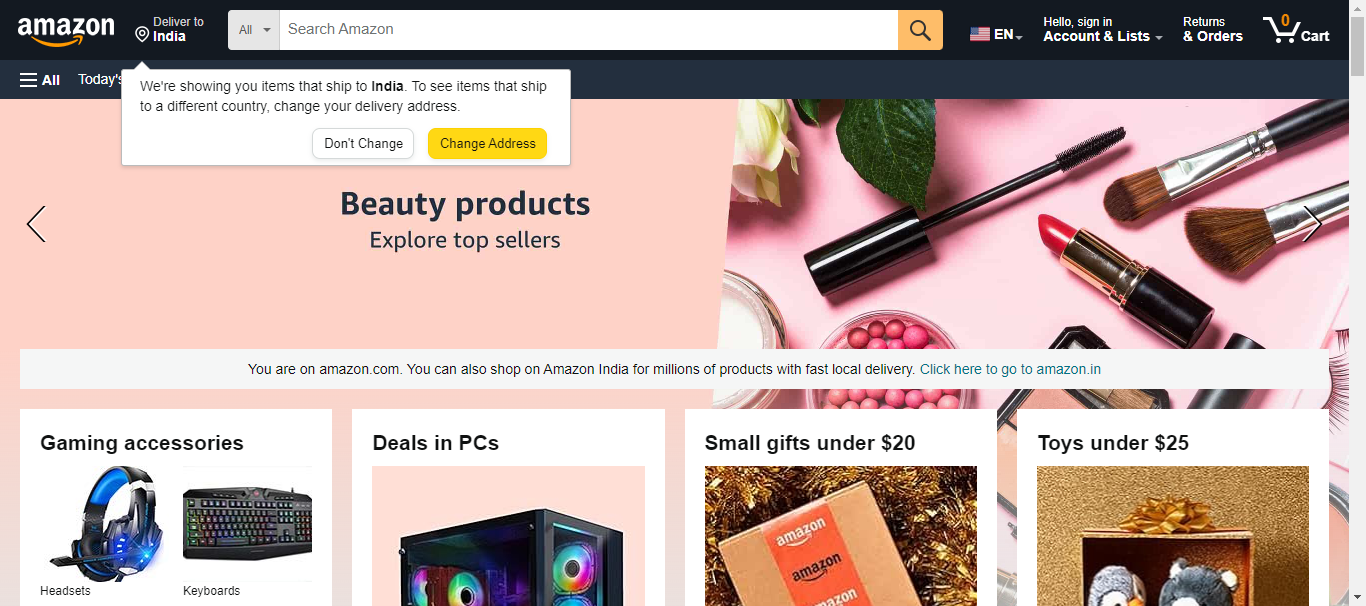 amazon
Deliver to
India
All
Search Amazon
EN
Hello, sign in
Account & Lists
Returns
& Orders
0
Cart
All
Today's
We're showing you items that ship to India. To see items that ship
to a different country, change your delivery address.
Don't Change
Change Address
Beauty products
Explore top sellers
You are on amazon.com. You can also shop on Amazon India for millions of products with fast local delivery. Click here to go to amazon.in
Gaming accessories
Headsets
Keyboards
Deals in PCs
Small gifts under $20
amazon
amazon
amazon
Toys under $25